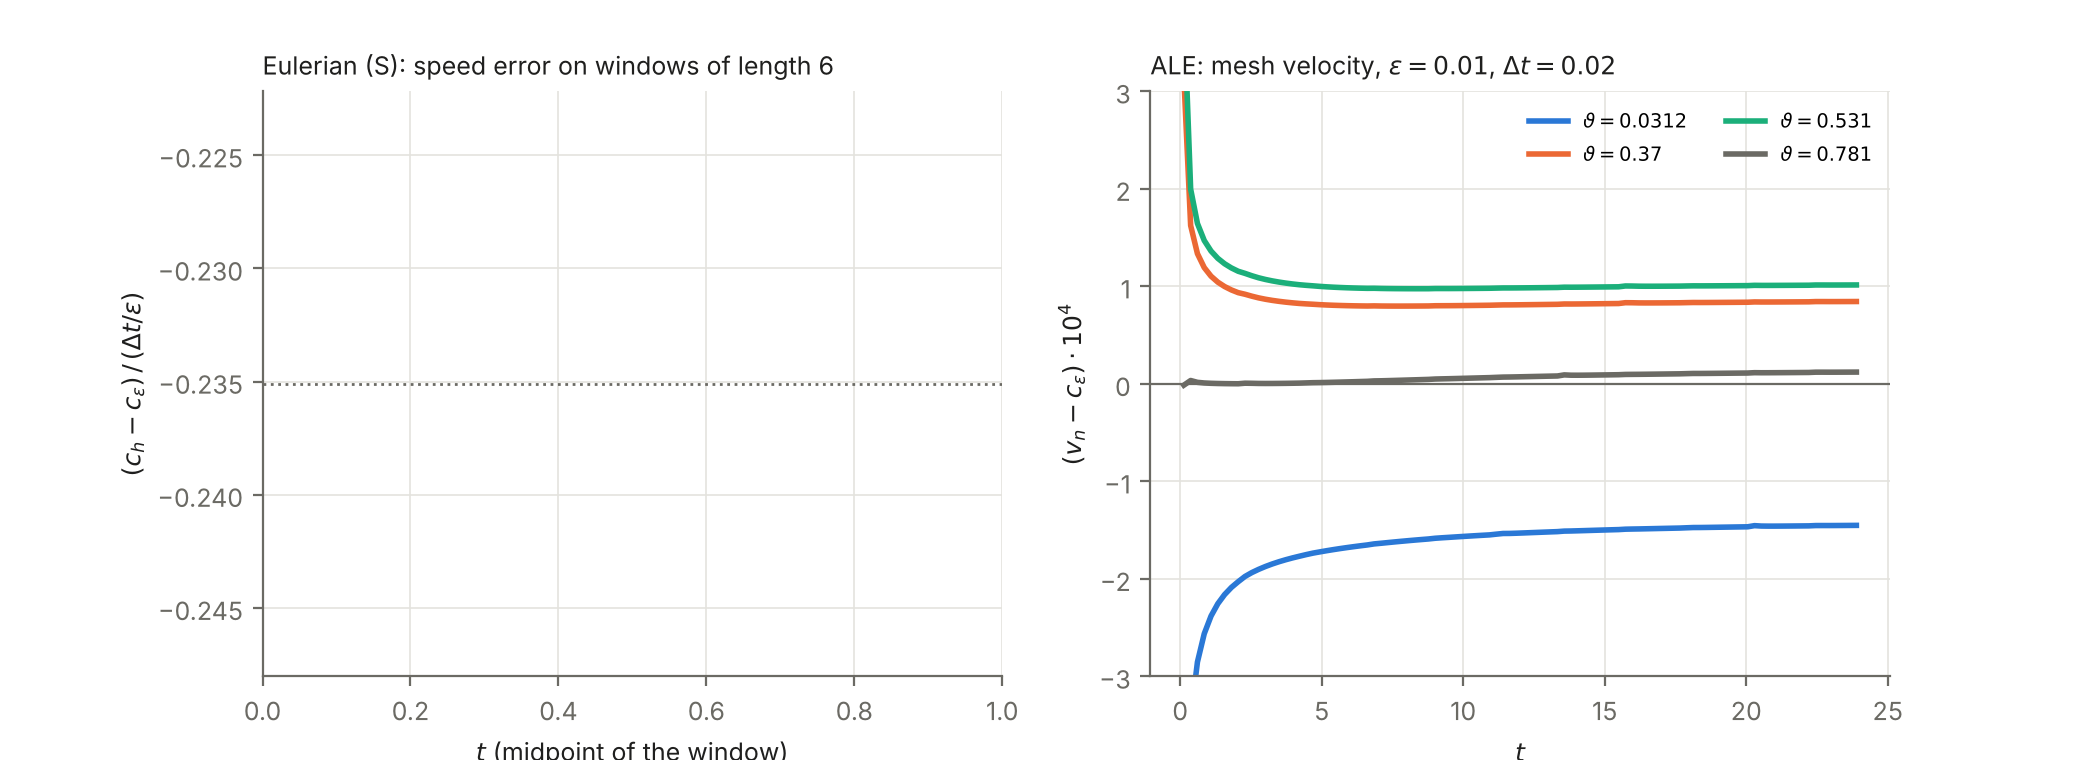 Eulerian (S): speed error on windows of length 6
(c_h − c_ε) / (Δt/ε)
−0.225
−0.230
−0.235
−0.240
−0.245
0.0 0.2 0.4 0.6 0.8 1.0
t (midpoint of the window)
ALE: mesh velocity, ε = 0.01, Δt = 0.02
(v_n − c_ε) · 10⁴
3
2
1
0
−1
−2
−3
ϑ = 0.0312 ϑ = 0.531
ϑ = 0.37 ϑ = 0.781
0 5 10 15 20 25
t